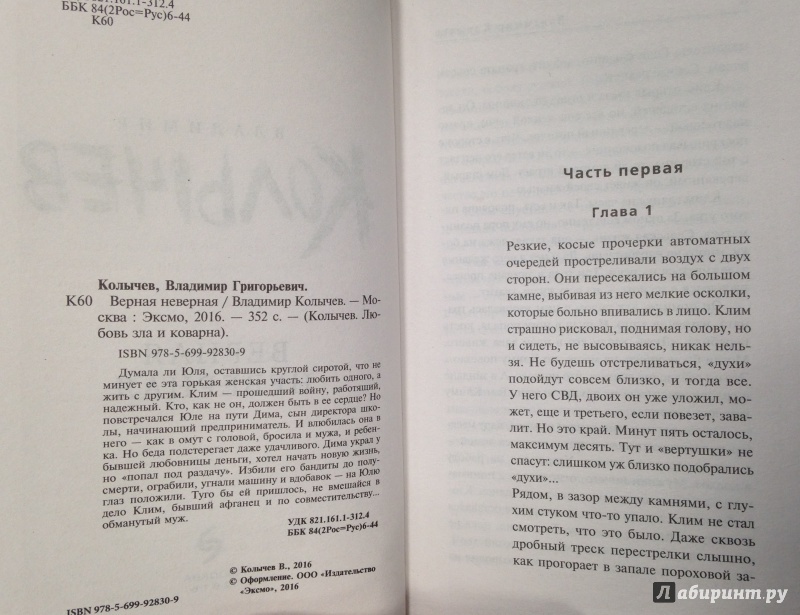 821.161.1-312.4
ББК 84(2Рос=Рус)6-44
К60
ВЛАДИМИР
КОЛЫЧЕВ
Колычев, Владимир Григорьевич.
К60 Верная неверная / Владимир Колычев. — Мо-
сква : Эксмо, 2016. — 352 с. — (Колычев. Лю-
бовь зла и коварна).
ISBN 978-5-699-92830-9
Думала ли Юля, оставшись круглой сиротой, что не
минует ее эта горькая женская участь: любить одного, а
жить с другим. Клим — прошедший войну, работящий,
надежный. Кто, как не он, должен быть в ее сердце? Но
повстречался Юле на пути Дима, сын директора шко-
лы, начинающий предприниматель. И влюбилась она в
него — как в омут с головой, бросила и мужа, и ребен-
ка. Но беда подстерегает даже удачливого. Дима украл у
бывшей любовницы деньги, хотел начать новую жизнь,
но «попал под раздачу». Избили его бандиты до полу-
смерти, ограбили, угнали машину и вдобавок — на Юлю
глаз положили. Туго бы ей пришлось, не вмешайся в
дело Клим, бывший афганец и по совместительству...
обманутый муж.
УДК 821.161.1-312.4
ББК 84(2Рос=Рус)6-44
© Колычев В., 2016
© Оформление. ООО «Издательство
«Эксмо», 2016
ISBN 978-5-699-92830-9
Часть первая
Глава 1
Резкие, косые прочерки автоматных
очередей простреливали воздух с двух
сторон. Они пересекались на большом
камне, выбивая из него мелкие осколки,
которые больно впивались в лицо. Клим
страшно рисковал, поднимая голову, но
и сидеть, не высовываясь, никак нель-
зя. Не будешь отстреливаться, «духи»
подойдут совсем близко, и тогда все.
У него СВД, двоих он уже уложил, мо-
жет, еще и третьего, если повезет, зава-
лит. Но это край. Минут пять осталось,
максимум десять. Тут и «вертушки» не
спасут: слишком уж близко подобрались
«духи»...
Рядом, в зазор между камнями, с глу-
хим стуком что-то упало. Клим не стал
смотреть, что это было. Даже сквозь
дробный треск перестрелки слышно,
как прогорает в запале пороховой за-
Лабиринт.ру